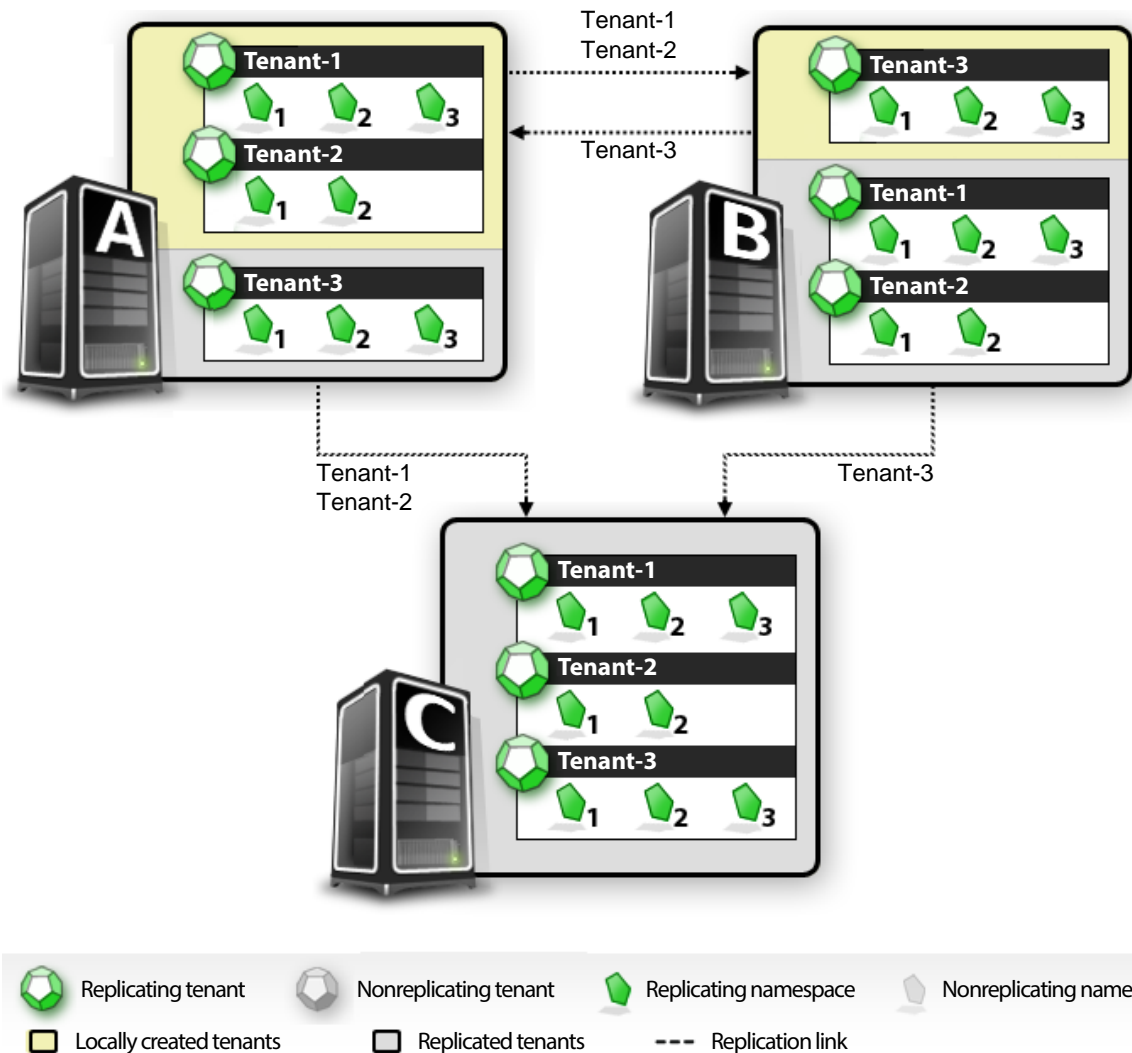 Tenant-1
Tenant-2
Tenant-3
Tenant-1
1 2 3
Tenant-2
1 2
Tenant-3
1 2 3
A
Tenant-3
1 2 3
Tenant-1
1 2 3
Tenant-2
1 2
B
Tenant-1
Tenant-2
Tenant-3
Tenant-1
1 2 3
Tenant-2
1 2
Tenant-3
1 2 3
C
Replicating tenant
Nonreplicating tenant
Replicating namespace
Nonreplicating name
Locally created tenants
Replicated tenants
Replication link